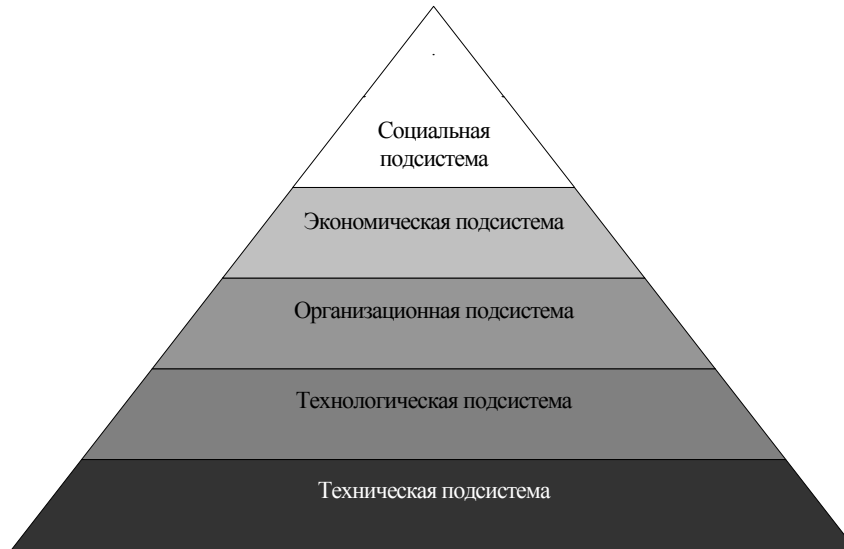 Социальная
подсистема
Экономическая подсистема
Организационная подсистема
Технологическая подсистема
Техническая подсистема